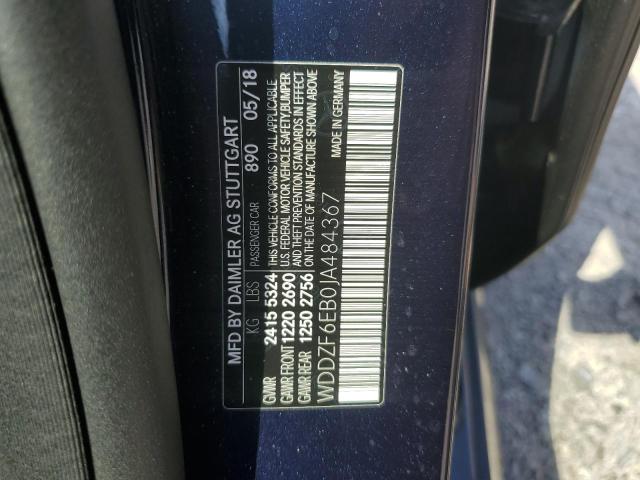 MFD BY DAIMLER AG STUTTGART
PASSENGER CAR 890 05/18
KG LBS
GVWR 2415 5324
GAWR FRONT 1220 2690
GAWR REAR 1250 2756
THIS VEHICLE CONFORMS TO ALL APPLICABLE
U.S. FEDERAL MOTOR VEHICLE SAFETY, BUMPER
AND THEFT PREVENTION STANDARDS IN EFFECT
ON DATE OF MANUFACTURE SHOWN ABOVE
MADE IN GERMANY
WDDZF6EB0JA484367